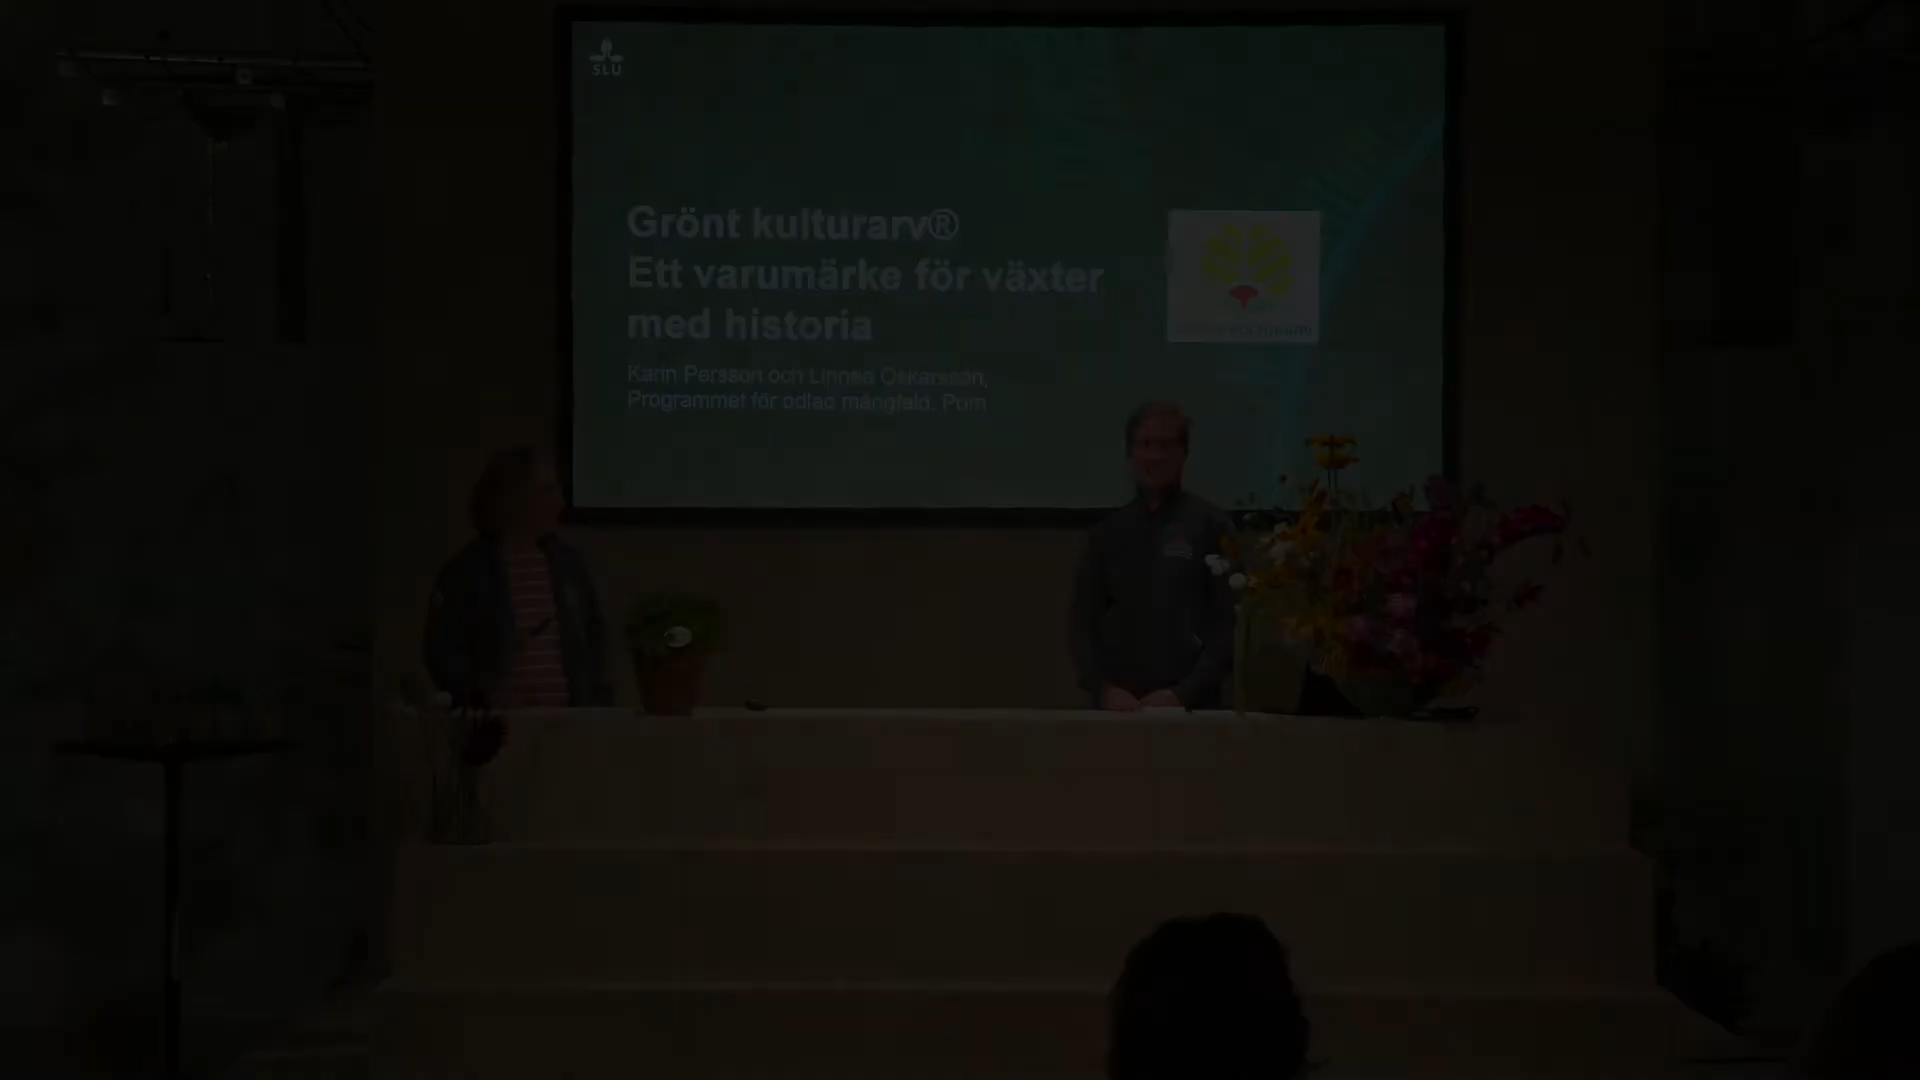 SLU
Grönt kulturarv®
Ett varumärke för växter
med historia
Karin Persson och Linnea Oskarsson,
Programmet för odlad mångfald, Pom
KULTURARV